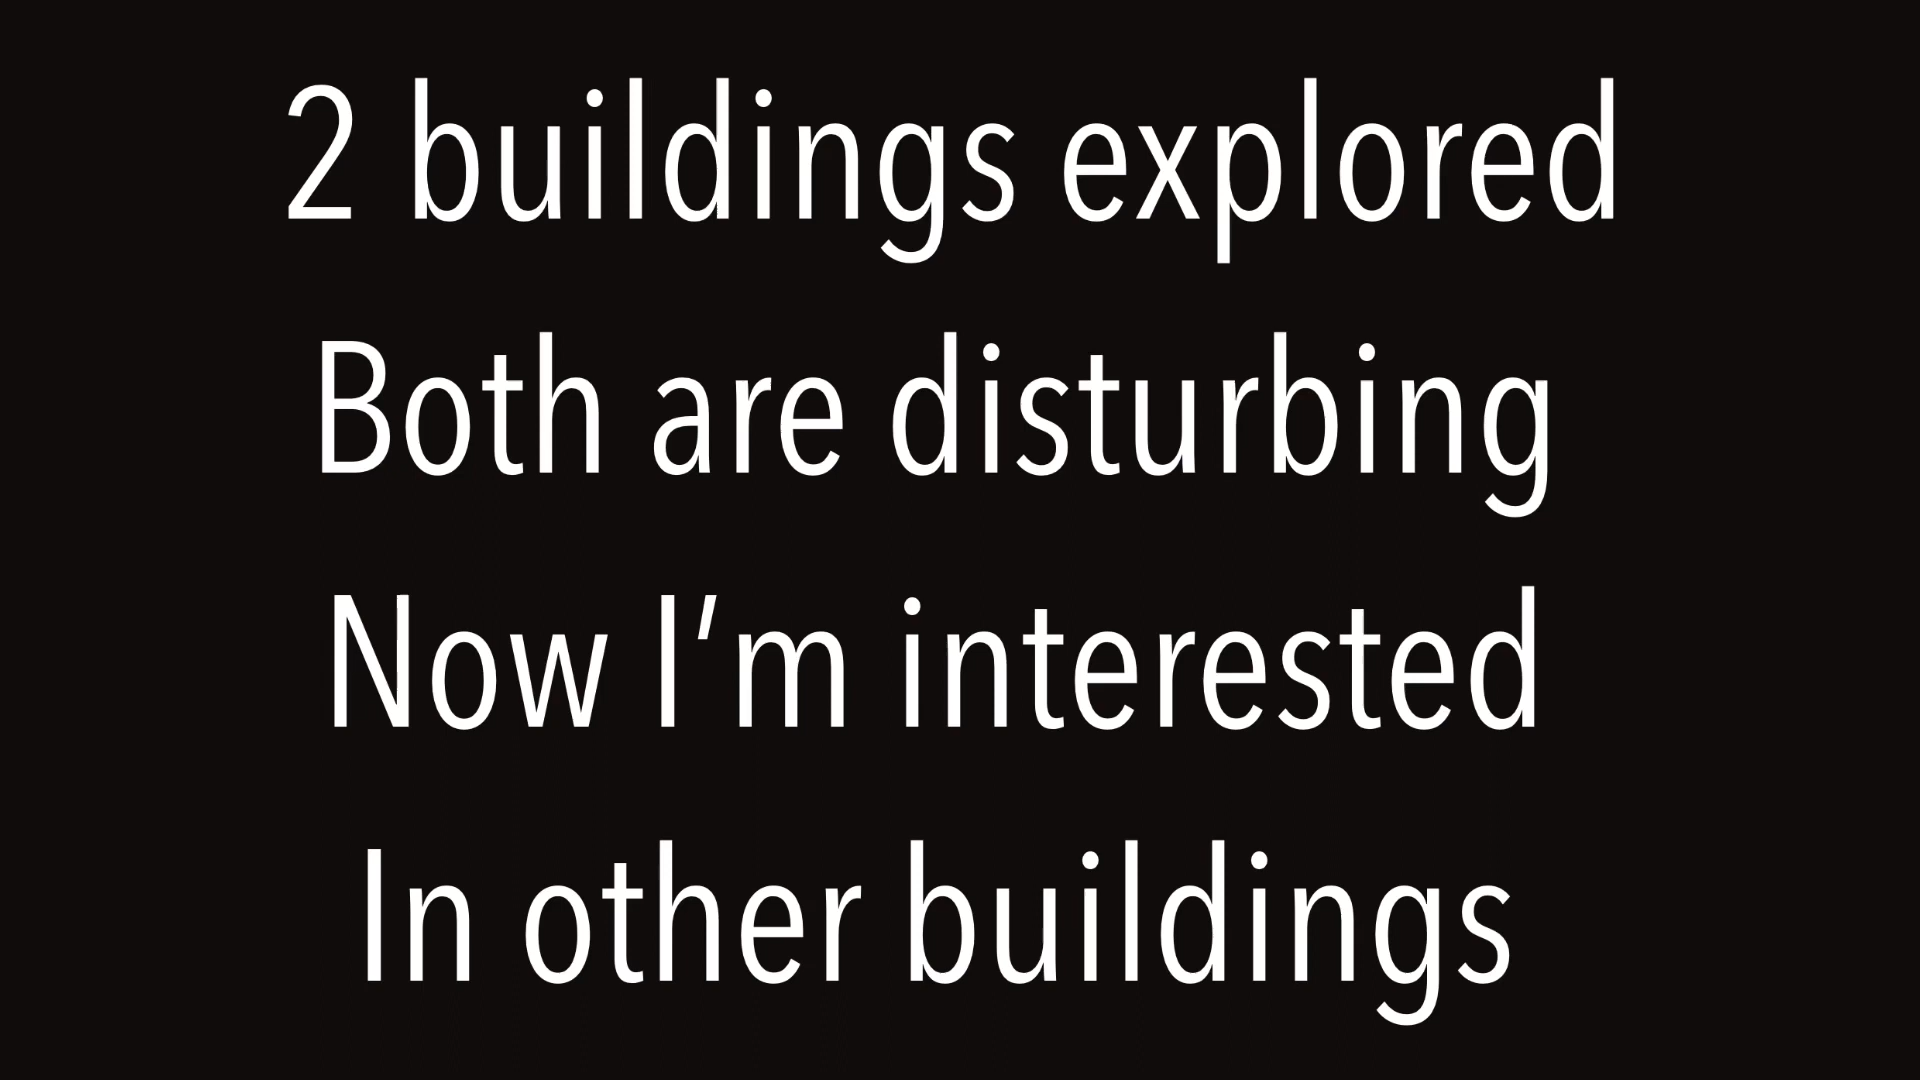 2 buildings explored
Both are disturbing
Now I’m interested
In other buildings